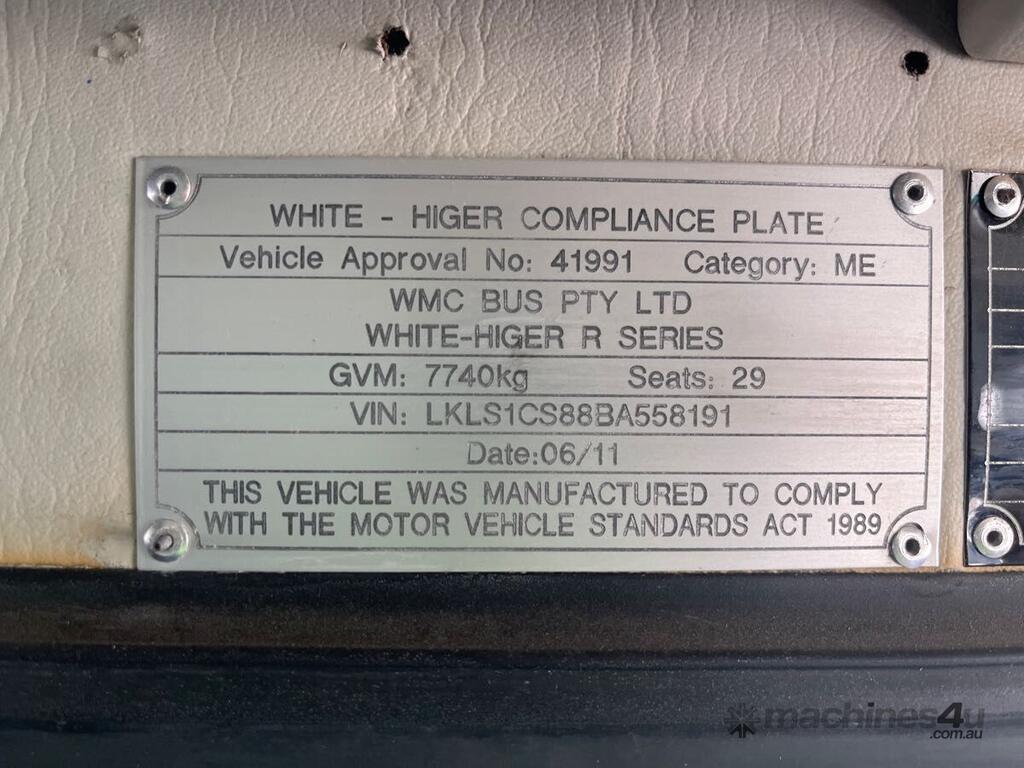 WHITE - HIGER COMPLIANCE PLATE
Vehicle Approval No: 41991 Category: ME
WMC BUS PTY LTD
WHITE-HIGER R SERIES
GVM: 7740kg Seats: 29
VIN: LKLS1CS88BA558191
Date:06/11
THIS VEHICLE WAS MANUFACTURED TO COMPLY
WITH THE MOTOR VEHICLE STANDARDS ACT 1989
machines4u
.com.au